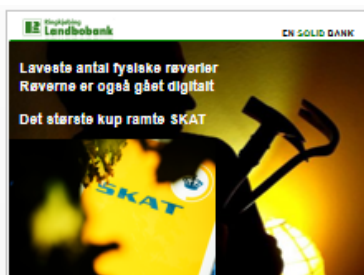 Ringkjøbing
Landbobank
EN SOLID BANK
Laveste antal fysiske røverier
Røverne er også gået digitalt
Det største kup ramte SKAT
SKAT